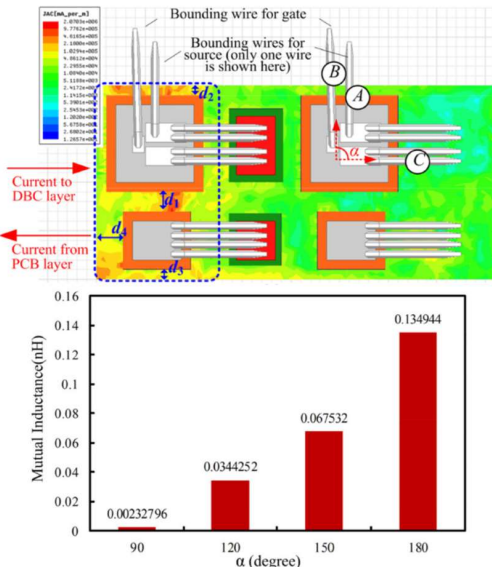 JAC[mA_per_m]
Bounding wire for gate
Bounding wires for
source (only one wire
is shown here)
B
A
d2
α
C
Current to
DBC layer
d1
d4
Current from
PCB layer
d3
Mutual Inductance(nH)
0.16
0.14
0.12
0.1
0.08
0.06
0.04
0.02
0
0.00232796
0.0344252
0.067532
0.134944
90
120
150
180
α (degree)